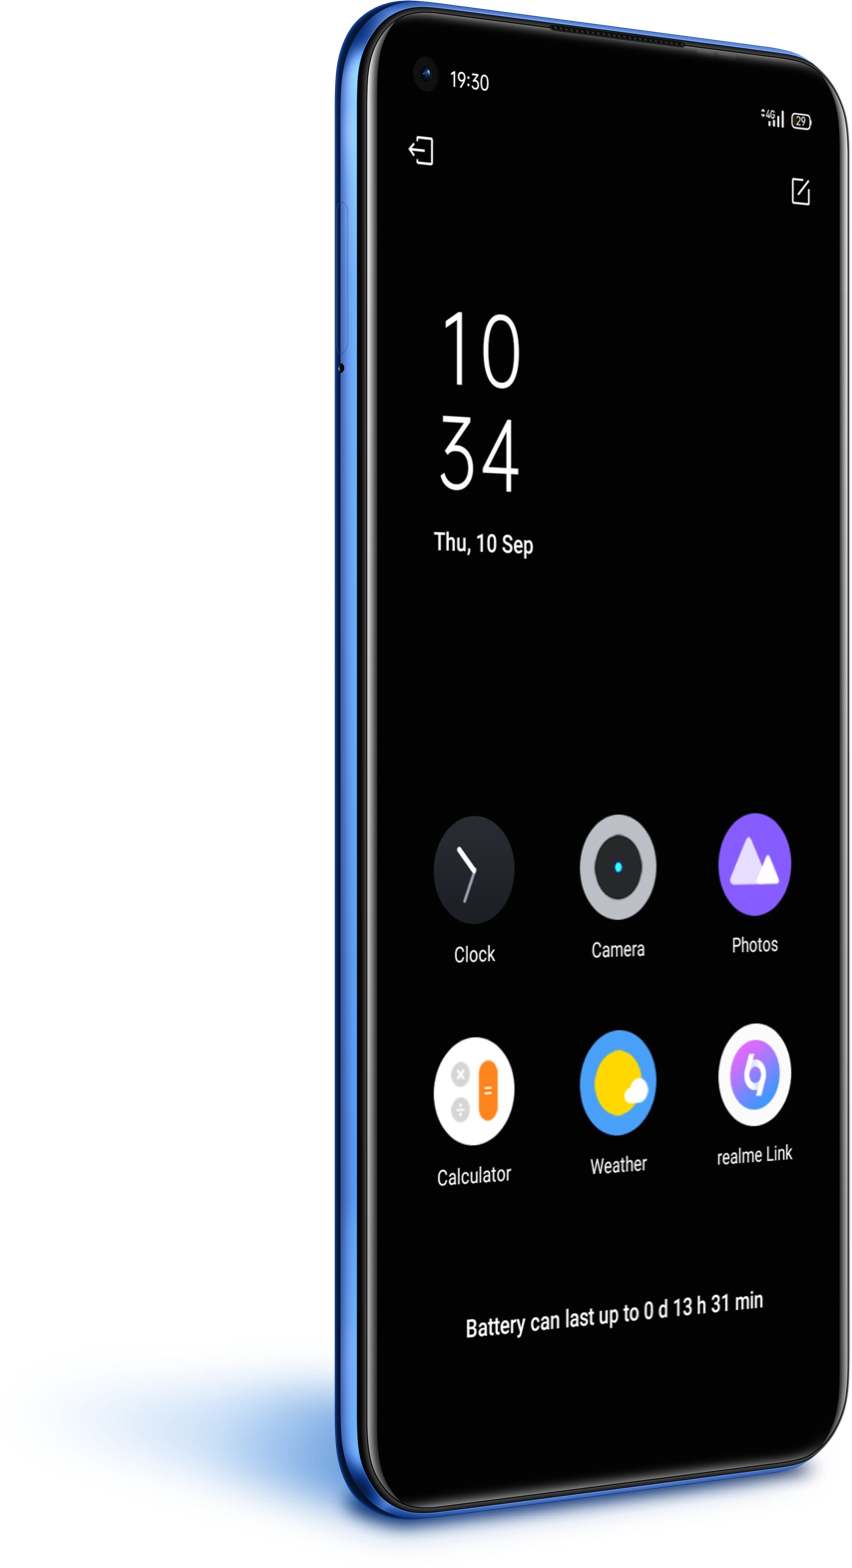 19:30
4G 29
10
34
Thu, 10 Sep
Clock Camera Photos
Calculator Weather realme Link
Battery can last up to 0 d 13 h 31 min